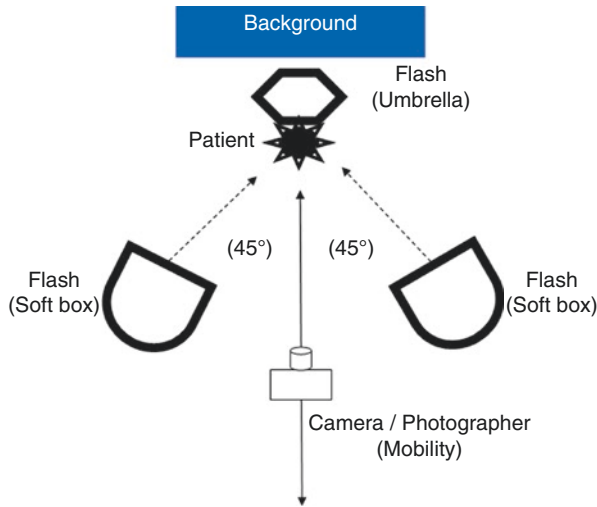 Background
Flash
(Umbrella)
Patient
(45°)
(45°)
Flash
(Soft box)
Flash
(Soft box)
Camera / Photographer
(Mobility)